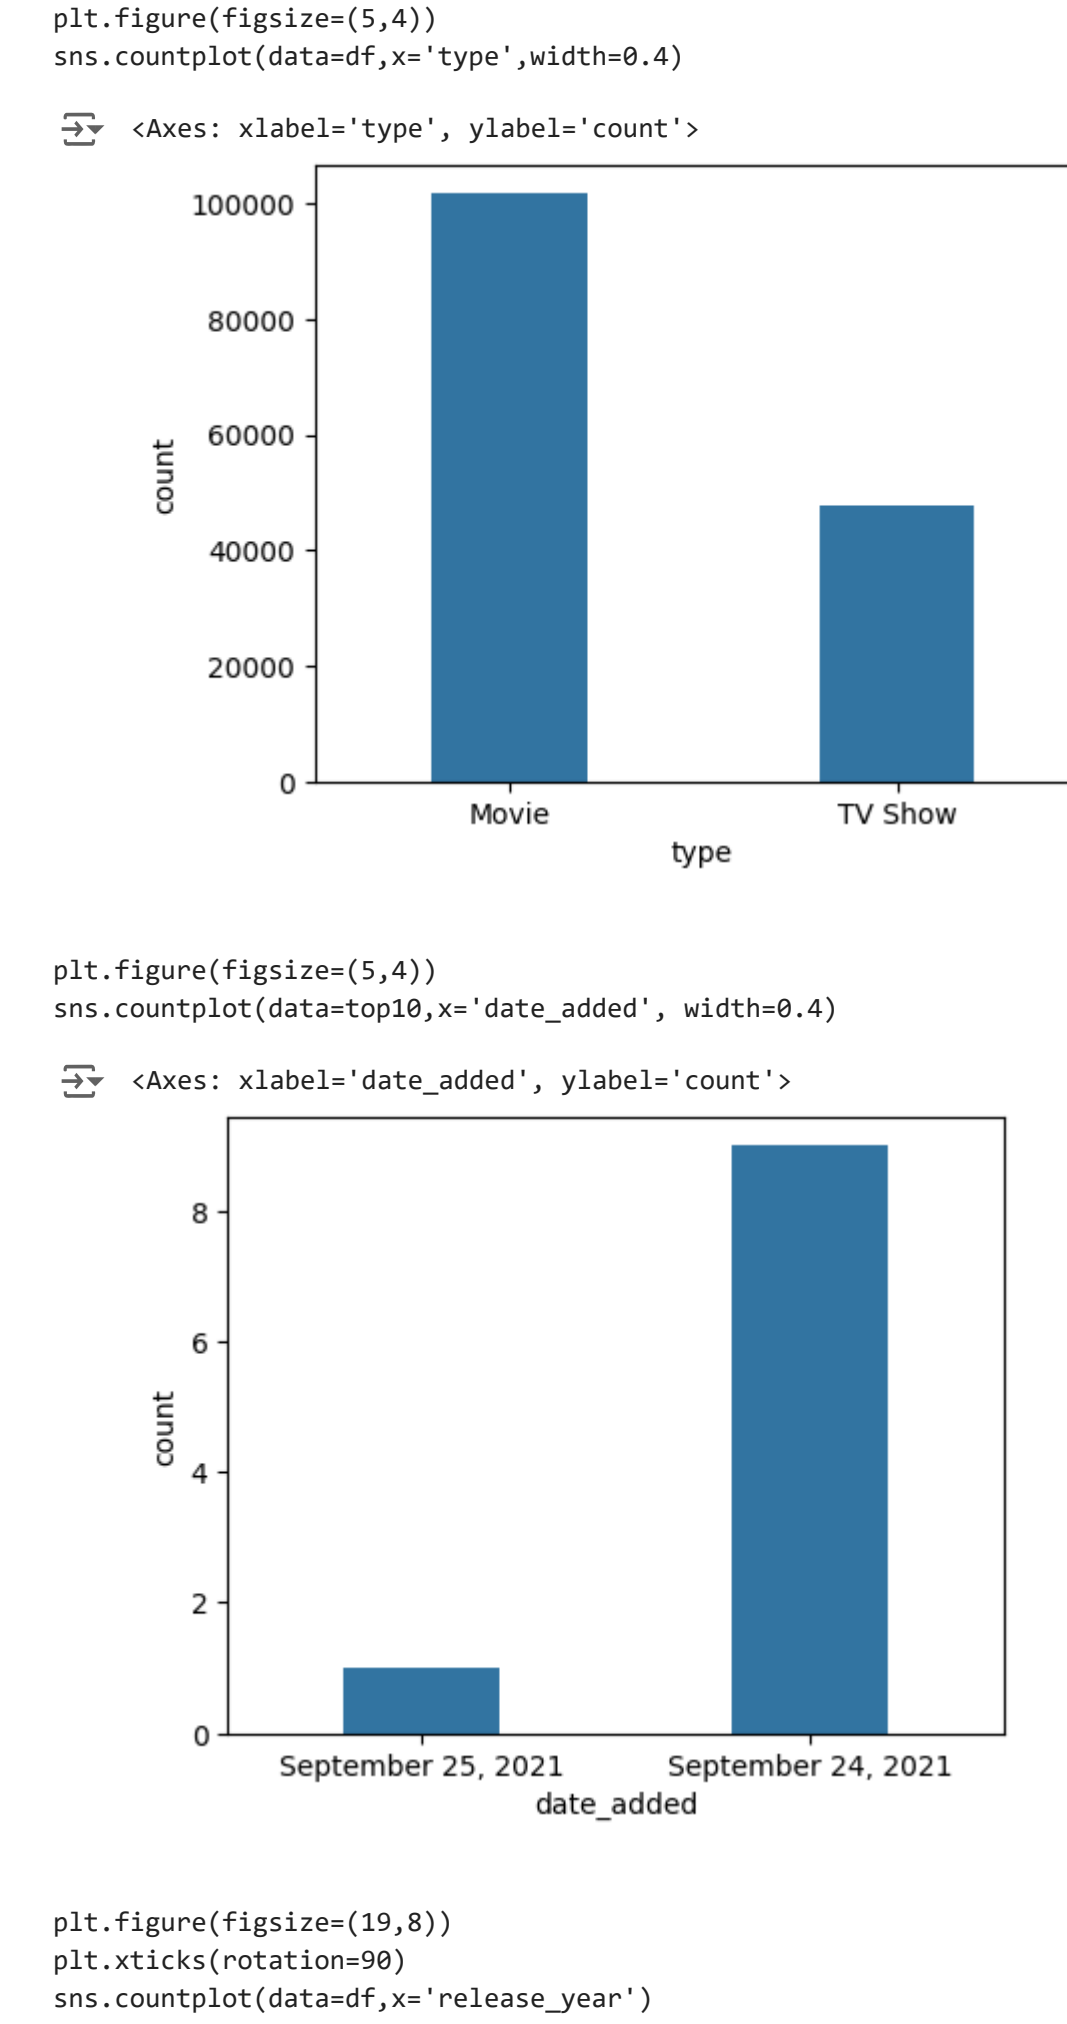 plt.figure(figsize=(5,4))
sns.countplot(data=df,x='type',width=0.4)
<Axes: xlabel='type', ylabel='count'>
100000
80000
60000
40000
20000
0
count
Movie TV Show
type
plt.figure(figsize=(5,4))
sns.countplot(data=top10,x='date_added', width=0.4)
<Axes: xlabel='date_added', ylabel='count'>
8
6
4
2
0
count
September 25, 2021 September 24, 2021
date_added
plt.figure(figsize=(19,8))
plt.xticks(rotation=90)
sns.countplot(data=df,x='release_year')